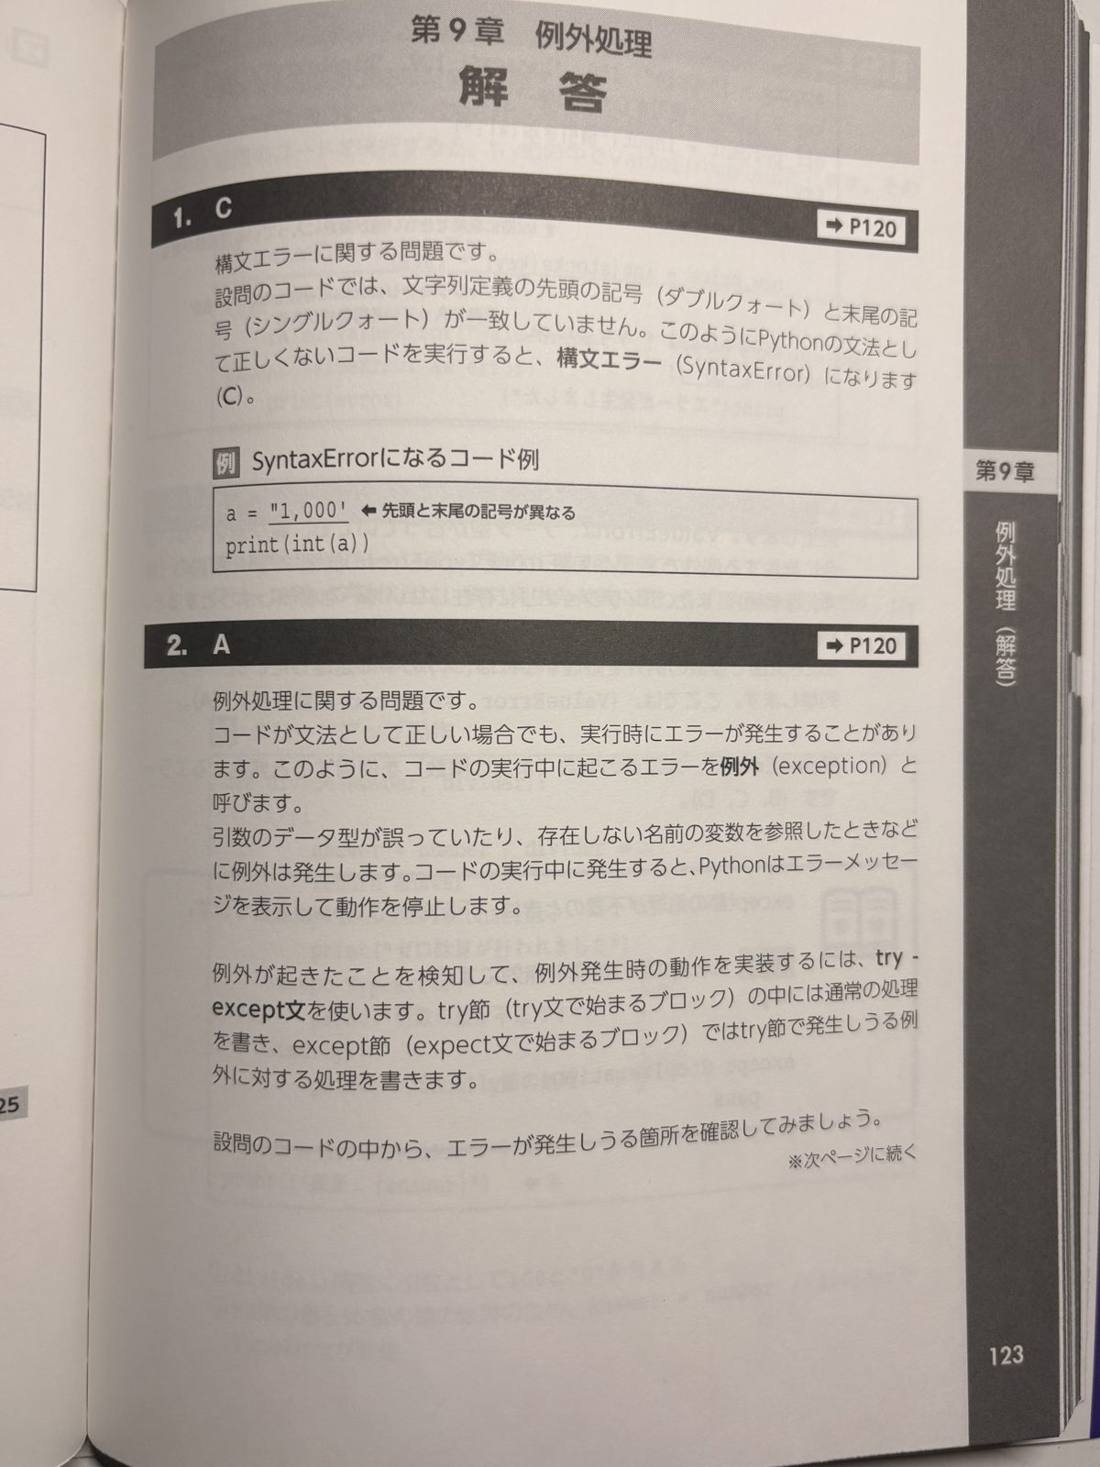 第9章 例外処理
解 答
1. C
➡ P120
構文エラーに関する問題です。
設問のコードでは、文字列定義の先頭の記号（ダブルクォート）と末尾の記
号（シングルクォート）が一致していません。このようにPythonの文法とし
て正しくないコードを実行すると、構文エラー（SyntaxError）になります
(C)。
例 SyntaxErrorになるコード例
a = "1,000' ⬅ 先頭と末尾の記号が異なる
print(int(a))
2. A
➡ P120
例外処理に関する問題です。
コードが文法として正しい場合でも、実行時にエラーが発生することがあり
ます。このように、コードの実行中に起こるエラーを例外（exception）と
呼びます。
引数のデータ型が誤っていたり、存在しない名前の変数を参照したときなど
に例外は発生します。コードの実行中に発生すると、Pythonはエラーメッセー
ジを表示して動作を停止します。
例外が起きたことを検知して、例外発生時の動作を実装するには、try -
except文を使います。try節（try文で始まるブロック）の中には通常の処理
を書き、except節（expect文で始まるブロック）ではtry節で発生しうる例
外に対する処理を書きます。
設問のコードの中から、エラーが発生しうる箇所を確認してみましょう。
※次ページに続く
第9章
例外処理（解答）
123
25